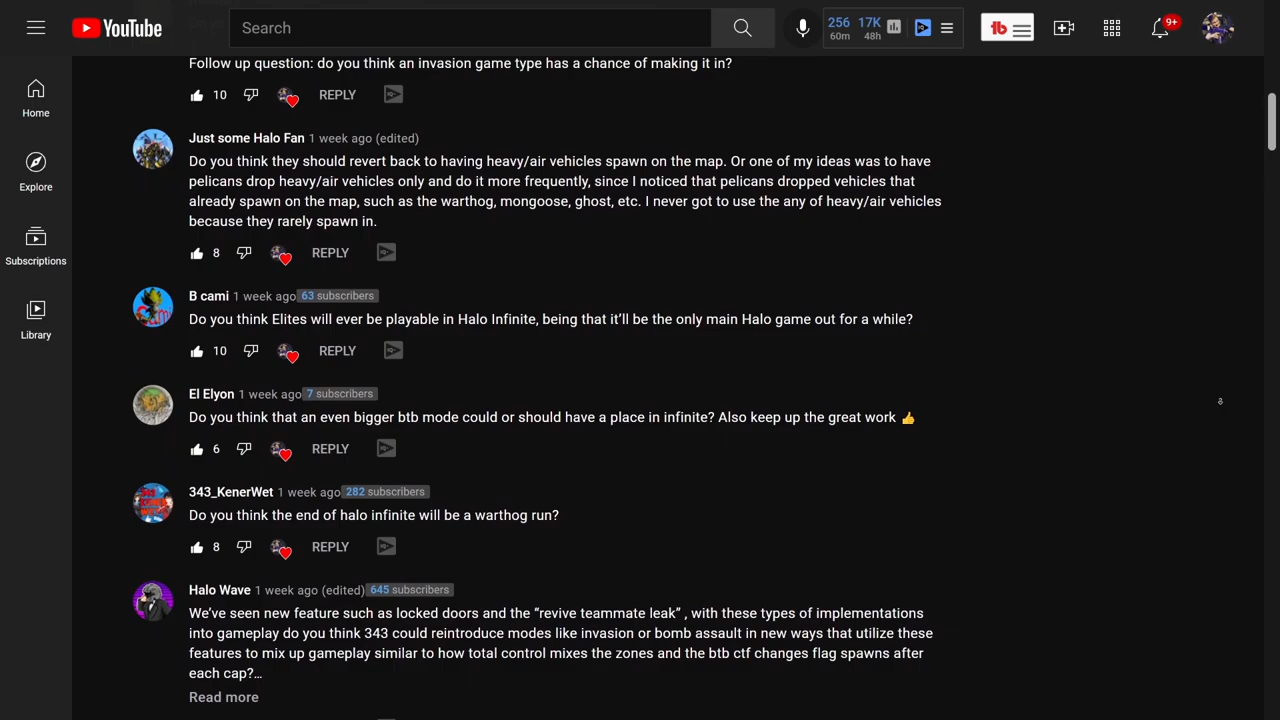 YouTube
Search
256 17K
60m 48h
tb
9+
Home
Explore
Subscriptions
Library
Follow up question: do you think an invasion game type has a chance of making it in?
10 REPLY
Just some Halo Fan 1 week ago (edited)
Do you think they should revert back to having heavy/air vehicles spawn on the map. Or one of my ideas was to have
pelicans drop heavy/air vehicles only and do it more frequently, since I noticed that pelicans dropped vehicles that
already spawn on the map, such as the warthog, mongoose, ghost, etc. I never got to use the any of heavy/air vehicles
because they rarely spawn in.
8 REPLY
B cami 1 week ago 63 subscribers
Do you think Elites will ever be playable in Halo Infinite, being that it’ll be the only main Halo game out for a while?
10 REPLY
El Elyon 1 week ago 7 subscribers
Do you think that an even bigger btb mode could or should have a place in infinite? Also keep up the great work 👍
6 REPLY
343_KenerWet 1 week ago 282 subscribers
Do you think the end of halo infinite will be a warthog run?
8 REPLY
Halo Wave 1 week ago (edited) 645 subscribers
We’ve seen new feature such as locked doors and the “revive teammate leak” , with these types of implementations
into gameplay do you think 343 could reintroduce modes like invasion or bomb assault in new ways that utilize these
features to mix up gameplay similar to how total control mixes the zones and the btb ctf changes flag spawns after
each cap?...
Read more